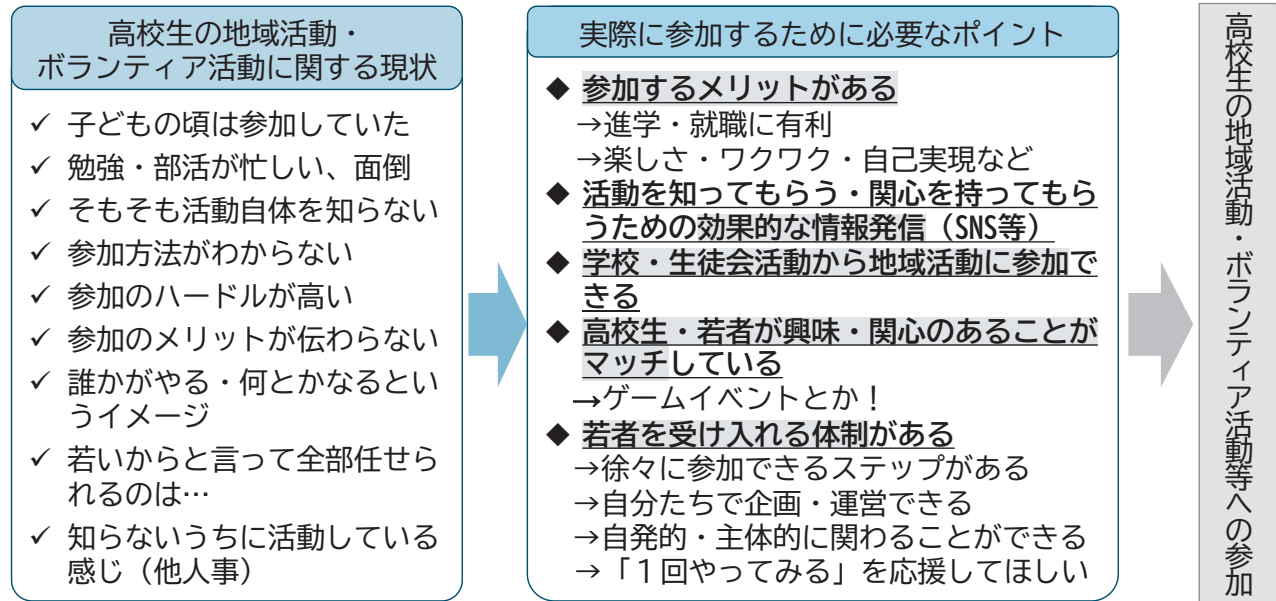 高校生の地域活動・
ボランティア活動に関する現状
✓ 子どもの頃は参加していた
✓ 勉強・部活が忙しい、面倒
✓ そもそも活動自体を知らない
✓ 参加方法がわからない
✓ 参加のハードルが高い
✓ 参加のメリットが伝わらない
✓ 誰かがやる・何とかなるとい
うイメージ
✓ 若いからと言って全部任せら
れるのは…
✓ 知らないうちに活動している
感じ（他人事）
実際に参加するために必要なポイント
◆ 参加するメリットがある
→進学・就職に有利
→楽しさ・ワクワク・自己実現など
◆ 活動を知ってもらう・関心を持ってもら
うための効果的な情報発信（SNS等）
◆ 学校・生徒会活動から地域活動に参加で
きる
◆ 高校生・若者が興味・関心のあることが
マッチしている
→ゲームイベントとか！
◆ 若者を受け入れる体制がある
→徐々に参加できるステップがある
→自分たちで企画・運営できる
→自発的・主体的に関わることができる
→「１回やってみる」を応援してほしい
高校生の地域活動・ボランティア活動等への参加